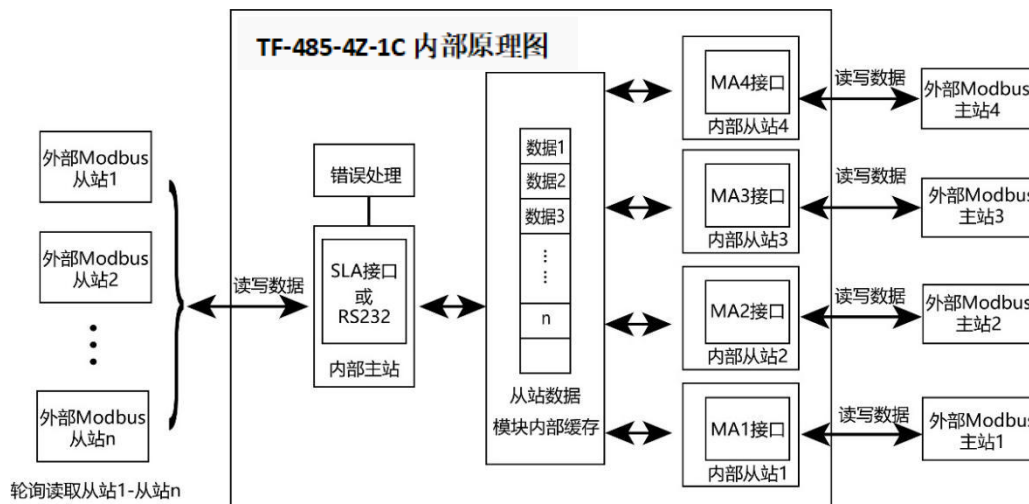 TF-485-4Z-1C 内部原理图
外部Modbus
从站1
外部Modbus
从站2
外部Modbus
从站n
轮询读取从站1-从站n
读写数据
错误处理
SLA接口
或
RS232
内部主站
数据1
数据2
数据3
n
从站数据
模块内部缓存
MA4接口
内部从站4
读写数据
外部Modbus
主站4
MA3接口
内部从站3
读写数据
外部Modbus
主站3
MA2接口
内部从站2
读写数据
外部Modbus
主站2
MA1接口
内部从站1
读写数据
外部Modbus
主站1